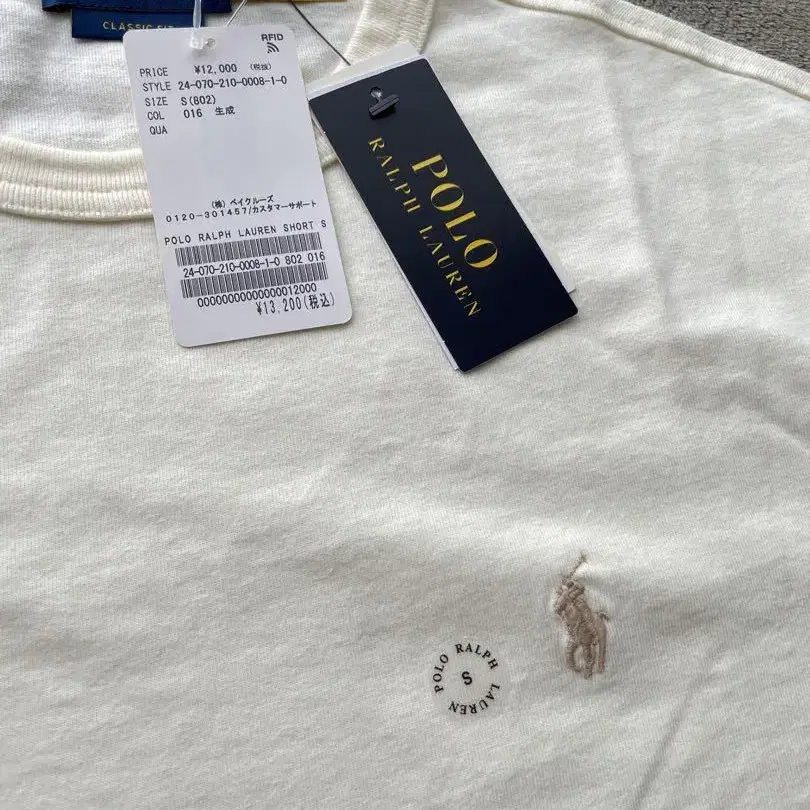 CLASSIC FIT
RFID
PRICE ¥12,000 (税抜)
STYLE 24-070-210-0008-1-0
SIZE S(802)
COL 016 生成
QUA
(株) ベイクルーズ
0120-301457/カスタマーサポート
POLO RALPH LAUREN SHORT S
24-070-210-0008-1-0 802 016
00000000000000012000
¥13,200(税込)
POLO
RALPH LAUREN
POLO RALPH LAUREN
S